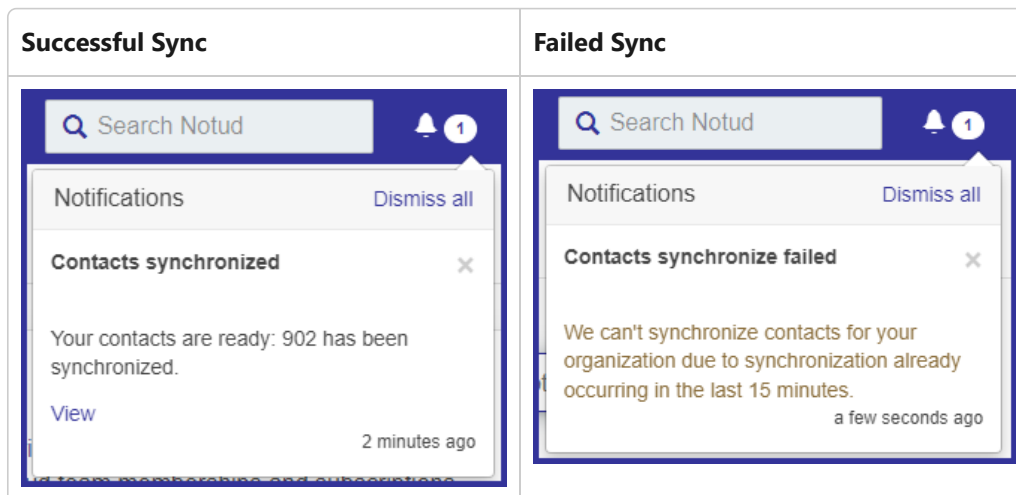 Successful Sync
Failed Sync
Search Notud
1
Notifications
Dismiss all
Contacts synchronized
×
Your contacts are ready: 902 has been
synchronized.
View
2 minutes ago
Search Notud
1
Notifications
Dismiss all
Contacts synchronize failed
×
We can't synchronize contacts for your
organization due to synchronization already
occurring in the last 15 minutes.
a few seconds ago